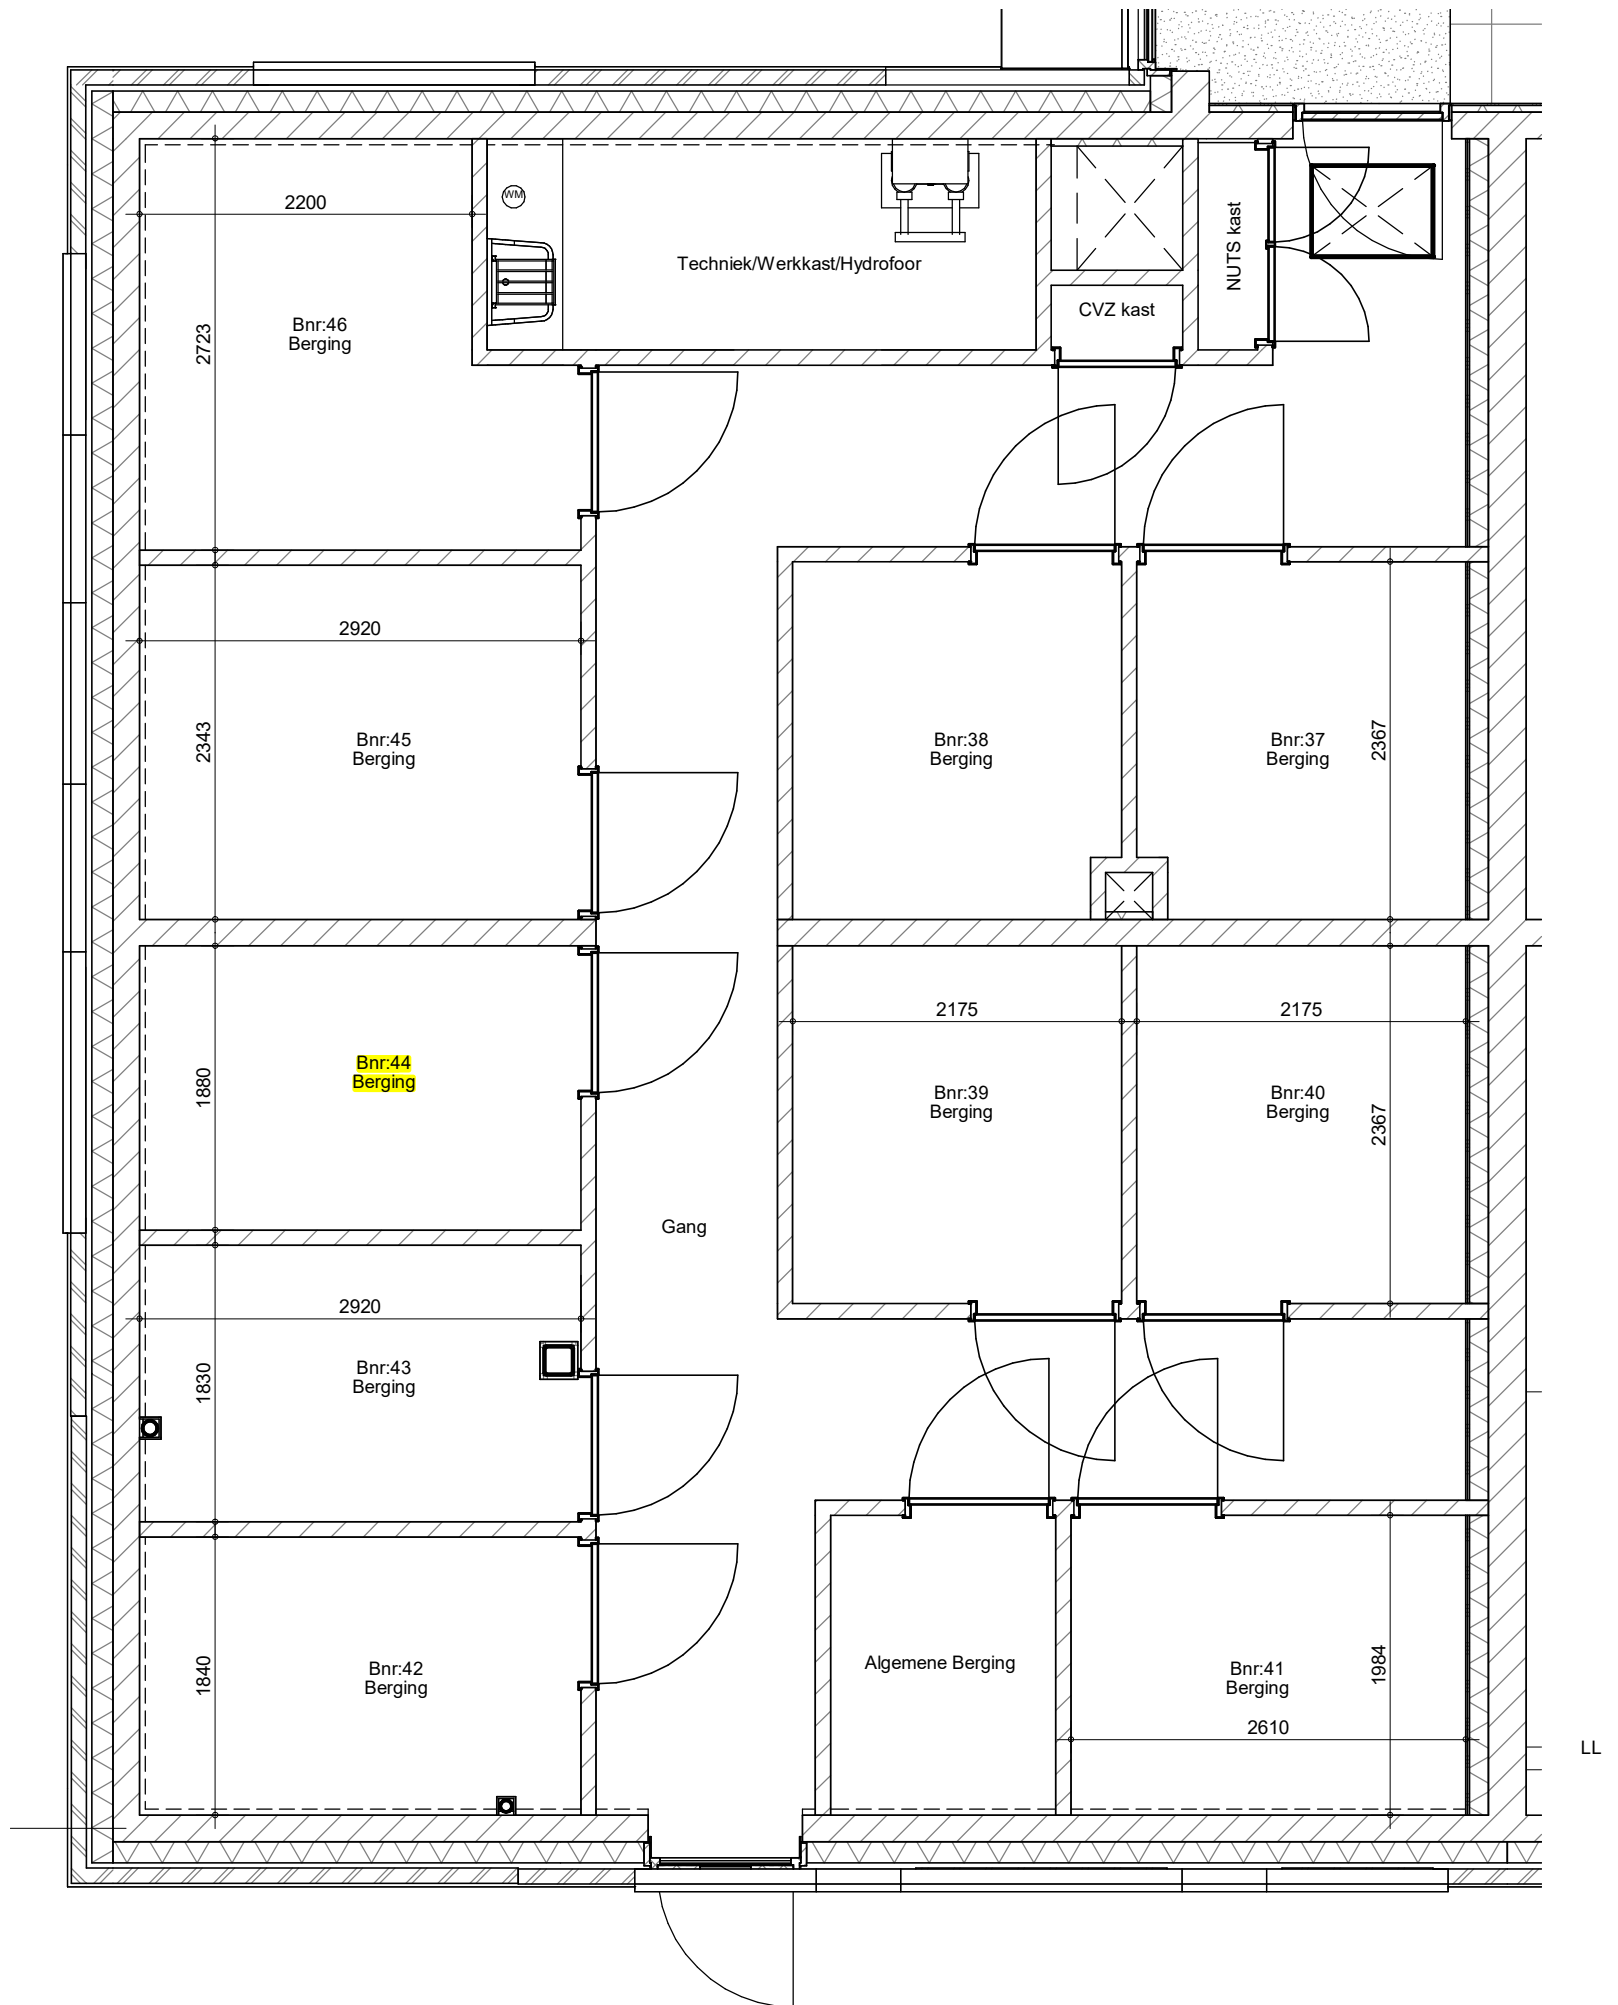 2200
WM
Techniek/Werkkast/Hydrofoor
NUTS kast
CVZ kast
Bnr:46
Berging
2723
2920
Bnr:45
Berging
2343
Bnr:38
Berging
Bnr:37
Berging
2367
2175
2175
Bnr:44
Berging
1880
Bnr:39
Berging
Bnr:40
Berging
2367
Gang
2920
Bnr:43
Berging
1830
Bnr:42
Berging
1840
Algemene Berging
Bnr:41
Berging
1984
2610
LL